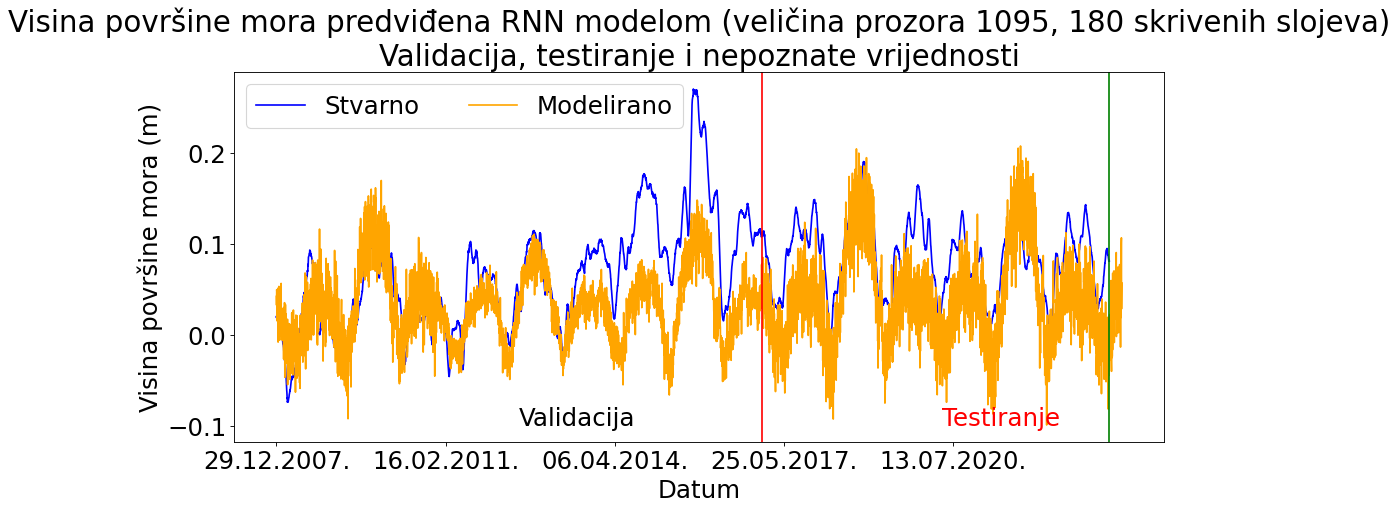 Visina površine mora predviđena RNN modelom (veličina prozora 1095, 180 skrivenih slojeva)
Validacija, testiranje i nepoznate vrijednosti
Stvarno
Modelirano
Visina površine mora (m)
0.2
0.1
0.0
−0.1
Validacija
Testiranje
29.12.2007.
16.02.2011.
06.04.2014.
25.05.2017.
13.07.2020.
Datum